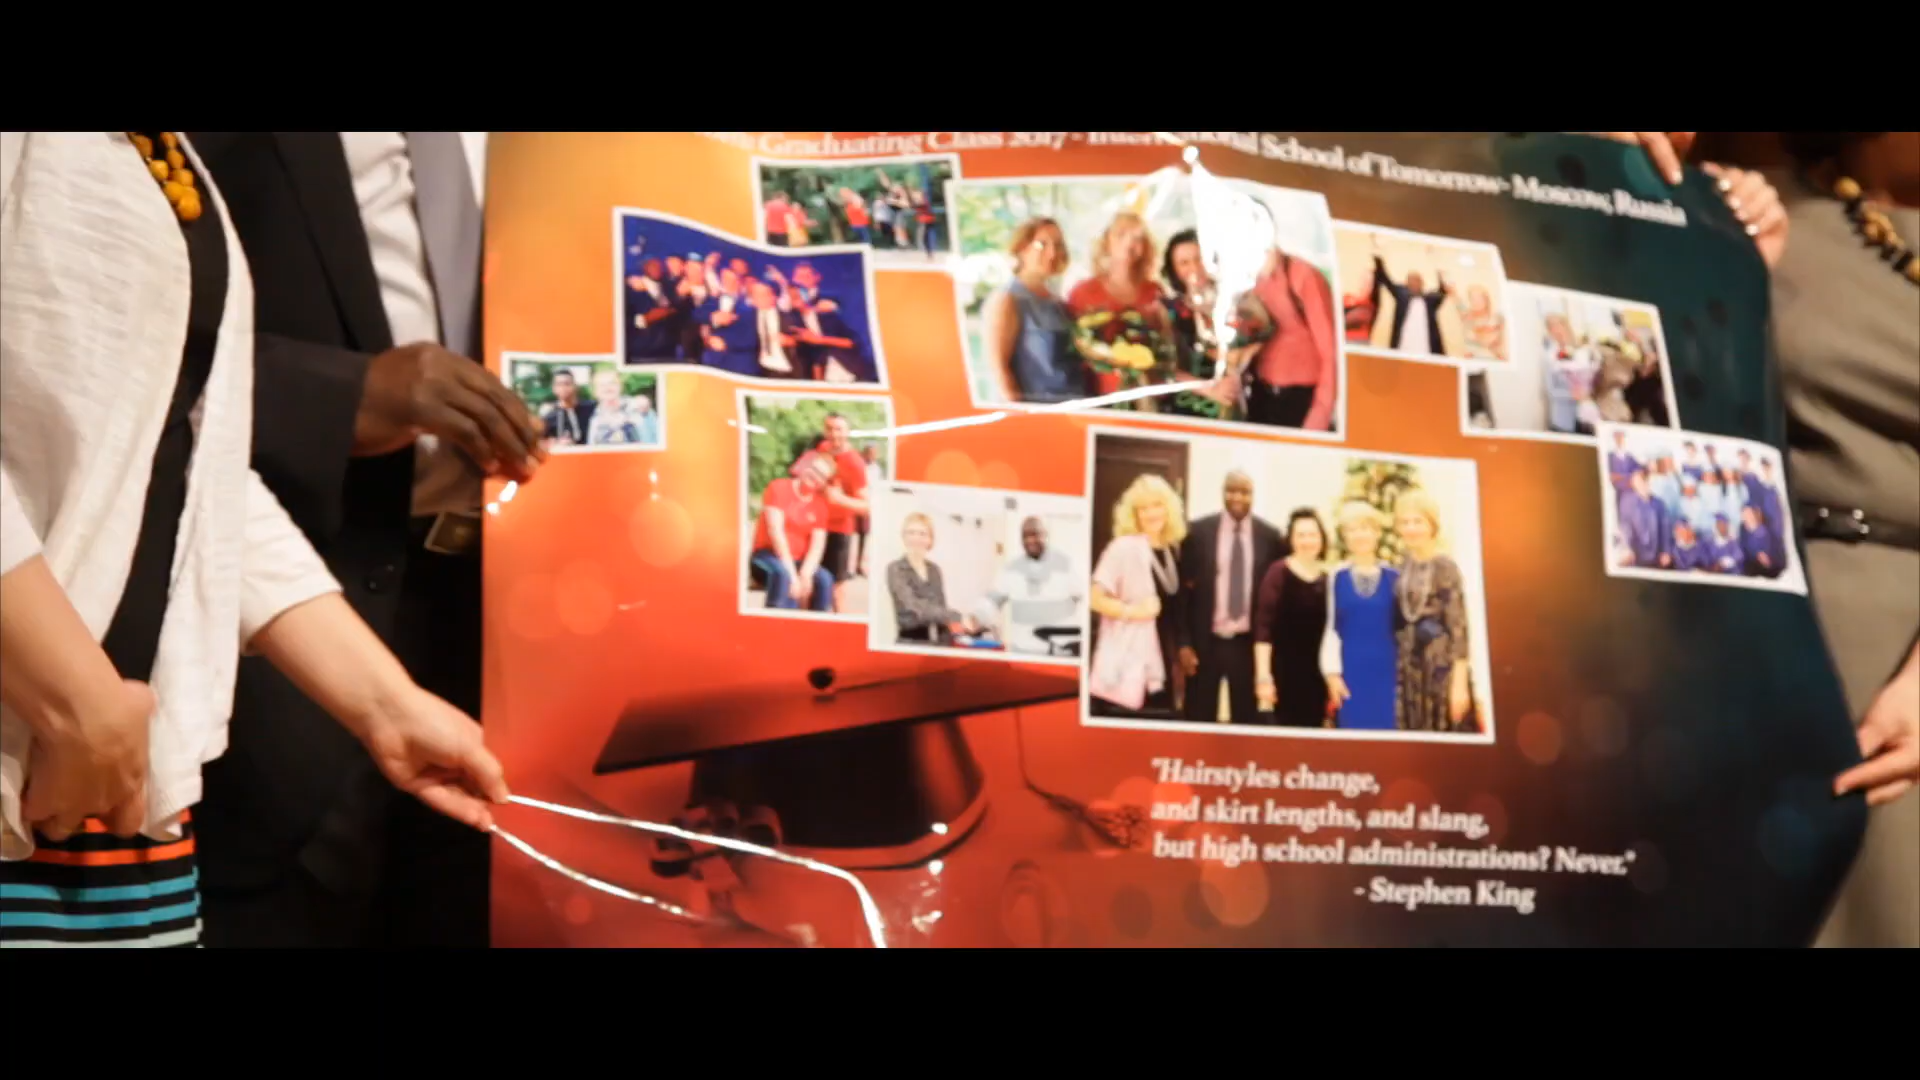 Graduating Class 2017 - International School of Tomorrow - Moscow, Russia
"Hairstyles change,
and skirt lengths, and slang,
but high school administrations? Never."
- Stephen King